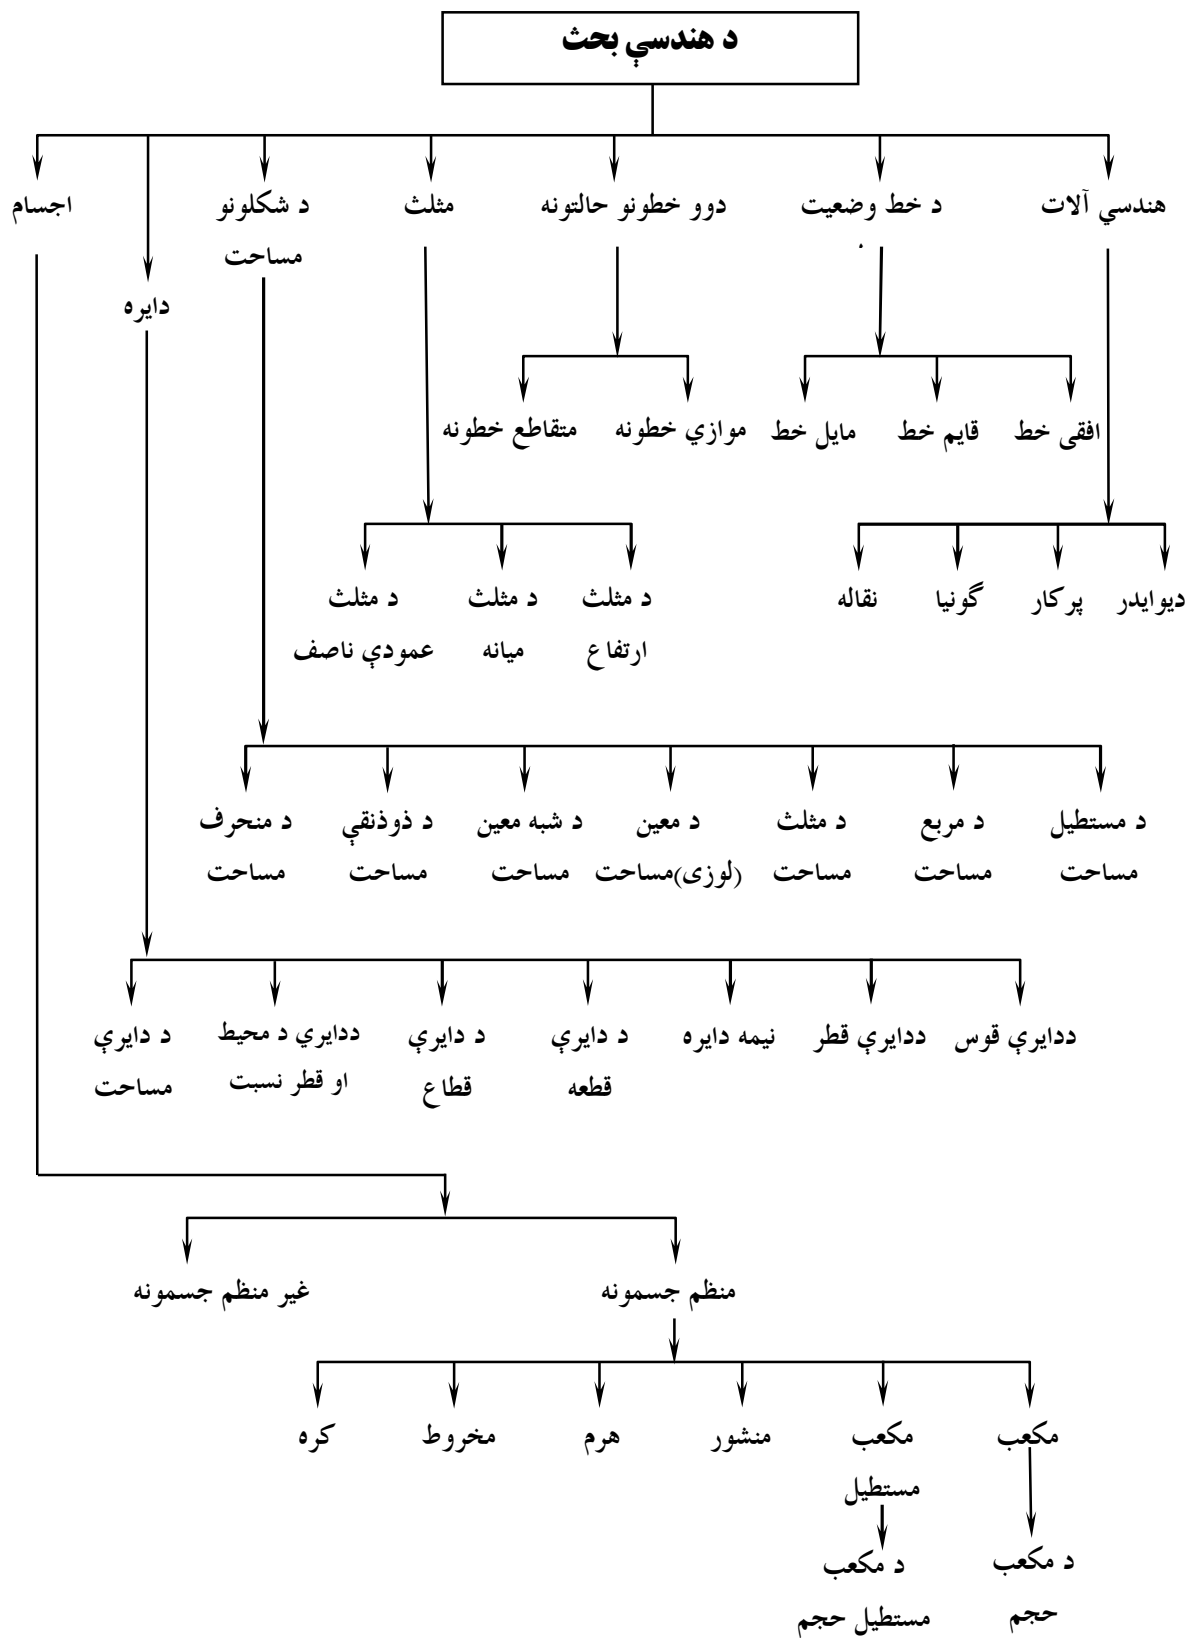 د هندسې بحث
هندسي آلات
د خط وضعیت
دوو خطونو حالتونه
مثلث
د شکلونو
مساحت
دایره
اجسام
افقی خط
قایم خط
مایل خط
موازي خطونه
متقاطع خطونه
دیوایدر
پرکار
گونیا
نقاله
د مثلث
ارتفاع
د مثلث
میانه
د مثلث
عمودې ناصف
د مستطیل
مساحت
د مربع
مساحت
د مثلث
مساحت
د معین
(لوزی)مساحت
د شبه معین
مساحت
د ذوذنقې
مساحت
د منحرف
مساحت
ددایرې قوس
ددایرې قطر
نیمه دایره
د دایرې
قطعه
د دایرې
قطاع
ددایري د محیط
او قطر نسبت
د دایرې
مساحت
منظم جسمونه
غیر منظم جسمونه
مکعب
مکعب
مستطیل
منشور
هرم
مخروط
کره
د مکعب
حجم
د مکعب
مستطیل حجم